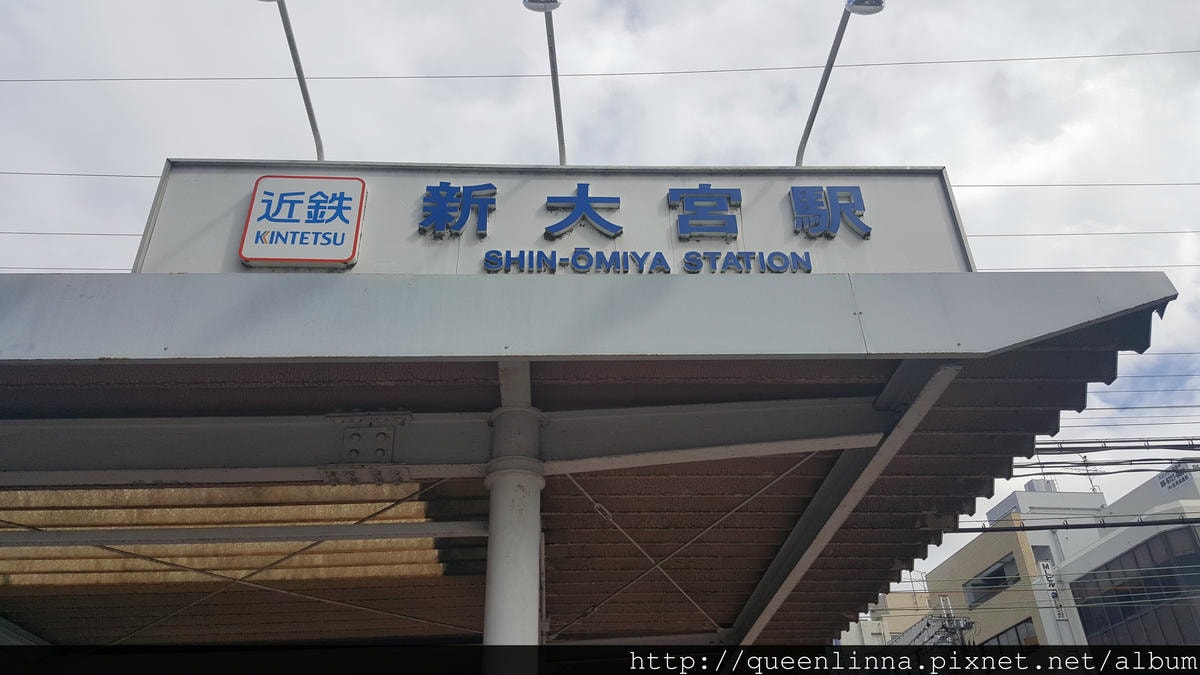 近鉄
KINTETSU
新大宮駅
SHIN-ŌMIYA STATION
http://queenlinna.pixnet.net/album